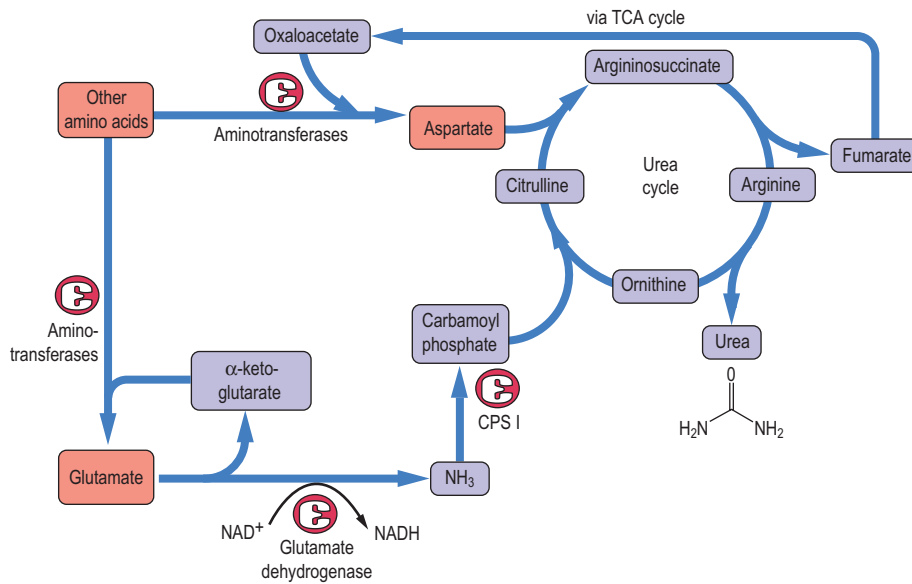 via TCA cycle
Oxaloacetate
Argininosuccinate
Other
amino acids
Aminotransferases
Aspartate
Fumarate
Urea
cycle
Citrulline
Arginine
Ornithine
Amino-
transferases
Carbamoyl
phosphate
Urea
α-keto-
glutarate
O
H₂N
NH₂
CPS I
Glutamate
NH₃
NAD⁺
NADH
Glutamate
dehydrogenase